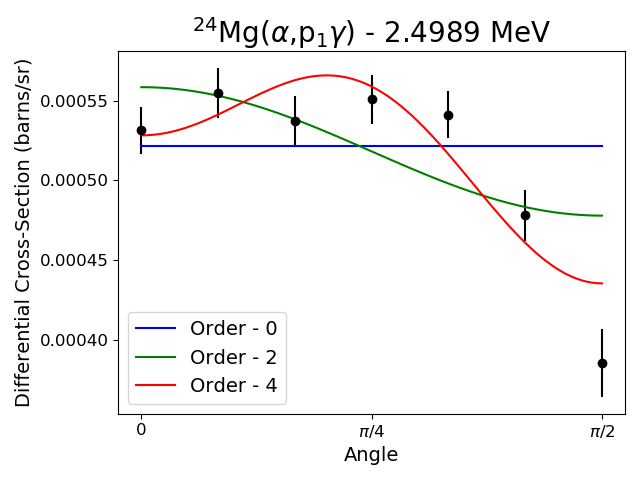 ²⁴Mg(α,p₁γ) - 2.4989 MeV
Differential Cross-Section (barns/sr)
0.00055
0.00050
0.00045
0.00040
Order - 0
Order - 2
Order - 4
0 π/4 π/2
Angle